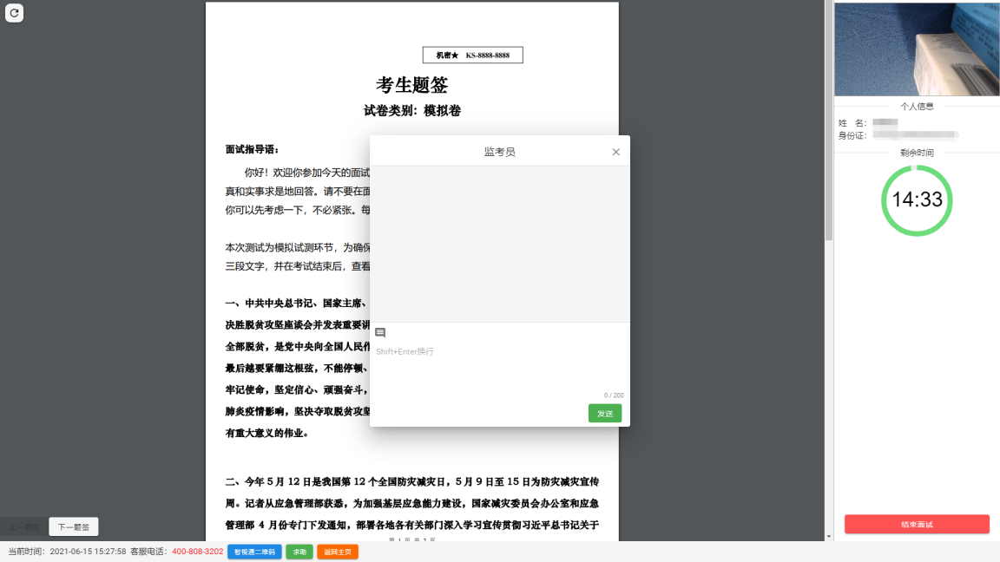 机密★ KS-8888-8888
考生题签
试卷类别：模拟卷
面试指导语：
你好！欢迎你参加今天的面试
真和实事求是地回答。请不要在面
你可以先考虑一下，不必紧张。每
本次测试为模拟试测环节，为确保
三段文字，并在考试结束后，查看
一、中共中央总书记、国家主席、
决胜脱贫攻坚座谈会并发表重要讲
全部脱贫，是党中央向全国人民作
最后越要紧绷这根弦，不能停顿、
牢记使命，坚定信心、顽强奋斗，
肺炎疫情影响，坚决夺取脱贫攻坚
有重大意义的伟业。
二、今年 5 月 12 日是我国第 12 个全国防灾减灾日，5 月 9 日至 15 日为防灾减灾宣传
周。记者从应急管理部获悉，为加强基层应急能力建设，国家减灾委员会办公室和应急
管理部 4 月份专门下发通知，部署各地各有关部门深入学习宣传贯彻习近平总书记关于
监考员
Shift+Enter换行
0 / 200
发送
个人信息
姓 名：
身份证：
剩余时间
14:33
结束面试
上一题签
下一题签
当前时间：2021-06-15 15:27:58 客服电话：400-808-3202 智视通二维码 求助 返回主页